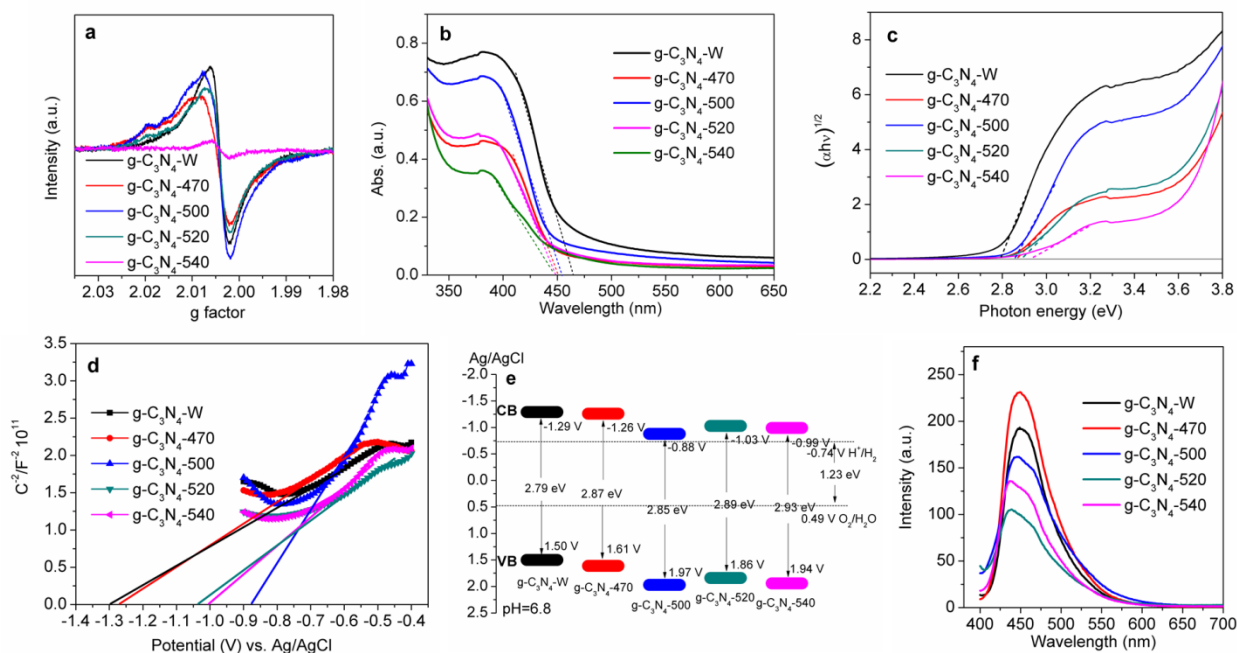 a
Intensity (a.u.)
g-C₃N₄-W
g-C₃N₄-470
g-C₃N₄-500
g-C₃N₄-520
g-C₃N₄-540
2.03 2.02 2.01 2.00 1.99 1.98
g factor
b
Abs. (a.u.)
0.8
0.6
0.4
0.2
0.0
g-C₃N₄-W
g-C₃N₄-470
g-C₃N₄-500
g-C₃N₄-520
g-C₃N₄-540
350 400 450 500 550 600 650
Wavelength (nm)
c
(αhν)^1/2
8
6
4
2
0
g-C₃N₄-W
g-C₃N₄-470
g-C₃N₄-500
g-C₃N₄-520
g-C₃N₄-540
2.2 2.4 2.6 2.8 3.0 3.2 3.4 3.6 3.8
Photon energy (eV)
d
C⁻²/F⁻²10¹¹
3.5
3.0
2.5
2.0
1.5
1.0
0.5
0.0
g-C₃N₄-W
g-C₃N₄-470
g-C₃N₄-500
g-C₃N₄-520
g-C₃N₄-540
-1.4 -1.3 -1.2 -1.1 -1.0 -0.9 -0.8 -0.7 -0.6 -0.5 -0.4
Potential (V) vs. Ag/AgCl
Ag/AgCl
e
-2.0
-1.5
-1.0
-0.5
0.0
0.5
1.0
1.5
2.0
2.5
CB
-1.29 V
-1.26 V
-0.88 V
-1.03 V
-0.99 V
-0.74 V H⁺/H₂
1.23 eV
2.79 eV
2.87 eV
2.85 eV
2.89 eV
2.93 eV
0.49 V O₂/H₂O
VB
1.50 V
1.61 V
1.97 V
1.86 V
1.94 V
g-C₃N₄-W
g-C₃N₄-470
g-C₃N₄-500
g-C₃N₄-520
g-C₃N₄-540
pH=6.8
f
Intensity (a.u.)
250
200
150
100
50
0
g-C₃N₄-W
g-C₃N₄-470
g-C₃N₄-500
g-C₃N₄-520
g-C₃N₄-540
400 450 500 550 600 650 700
Wavelength (nm)